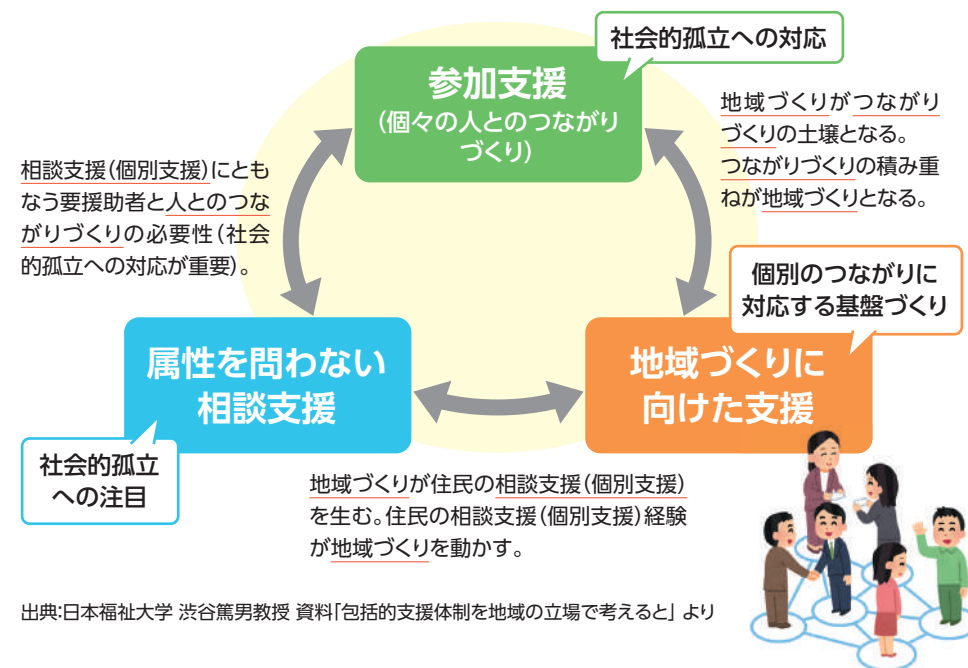 社会的孤立への対応
参加支援
(個々の人とのつながり
づくり)
地域づくりがつながり
づくりの土壌となる。
つながりづくりの積み重
ねが地域づくりとなる。
相談支援(個別支援)にとも
なう要援助者と人とのつな
がりづくりの必要性(社会
的孤立への対応が重要)。
個別のつながりに
対応する基盤づくり
属性を問わない
相談支援
地域づくりに
向けた支援
社会的孤立
への注目
地域づくりが住民の相談支援(個別支援)
を生む。住民の相談支援(個別支援)経験
が地域づくりを動かす。
出典:日本福祉大学 渋谷篤男教授 資料「包括的支援体制を地域の立場で考えると」より